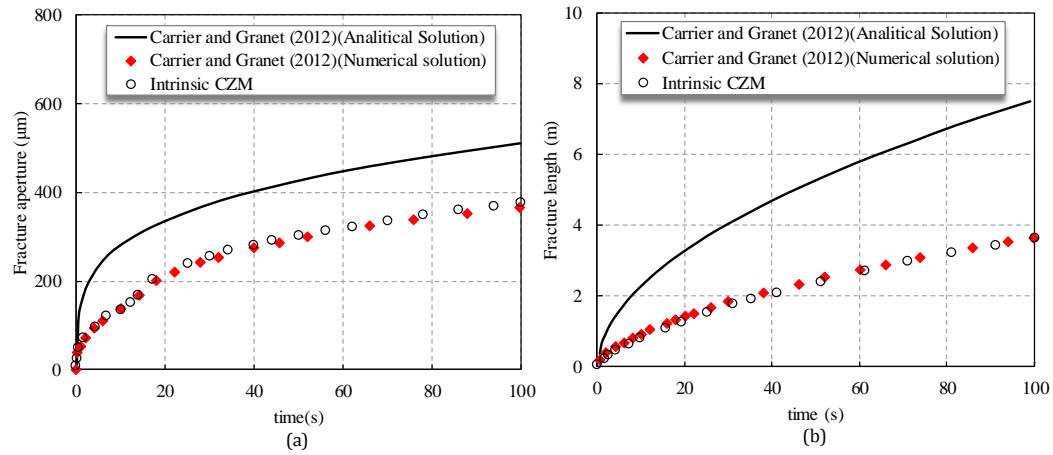 800
600
400
200
0
Fracture aperture (μm)
Carrier and Granet (2012)(Analitical Solution)
Carrier and Granet (2012)(Numerical solution)
Intrinsic CZM
0 20 40 60 80 100
time(s)
(a)
10
8
6
4
2
0
Fracture length (m)
Carrier and Granet (2012)(Analytical Solution)
Carrier and Granet (2012)(Numerical solution)
Intrinsic CZM
0 20 40 60 80 100
time (s)
(b)